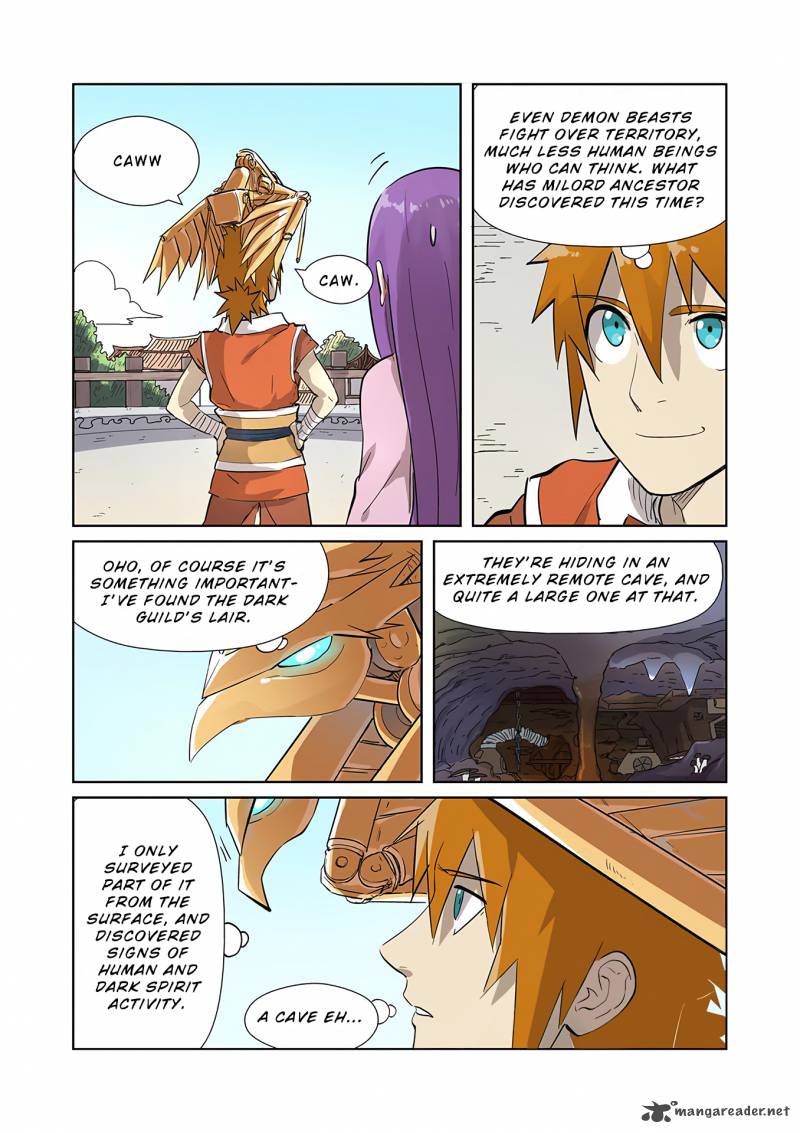 CAWW
CAW.
EVEN DEMON BEASTS
FIGHT OVER TERRITORY,
MUCH LESS HUMAN BEINGS
WHO CAN THINK. WHAT
HAS MILORD ANCESTOR
DISCOVERED THIS TIME?
OHO, OF COURSE IT'S
SOMETHING IMPORTANT-
I'VE FOUND THE DARK
GUILD'S LAIR.
THEY'RE HIDING IN AN
EXTREMELY REMOTE CAVE, AND
QUITE A LARGE ONE AT THAT.
I ONLY
SURVEYED
PART OF IT
FROM THE
SURFACE, AND
DISCOVERED
SIGNS OF
HUMAN AND
DARK SPIRIT
ACTIVITY.
A CAVE EH...
mangareader.net